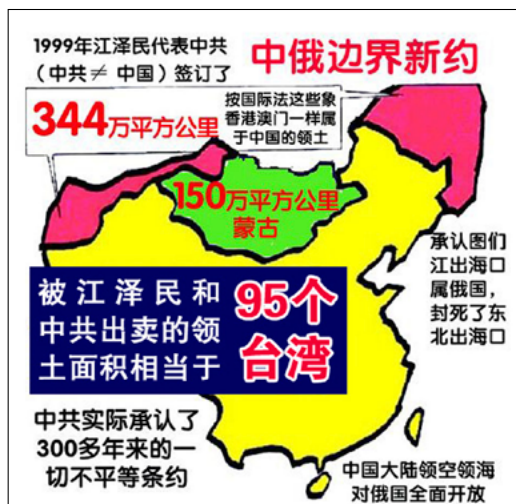 1999年江泽民代表中共
（中共≠ 中国）签订了
中俄边界新约
344万平方公里
按国际法这些象
香港澳门一样属
于中国的领土
150万平方公里
蒙古
承认图们
江出海口
属俄国，
封死了东
北出海口
被江泽民和
中共出卖的领
土面积相当于
95个
台湾
中共实际承认了
300多年来的一
切不平等条约
中国大陆领空领海
对俄国全面开放